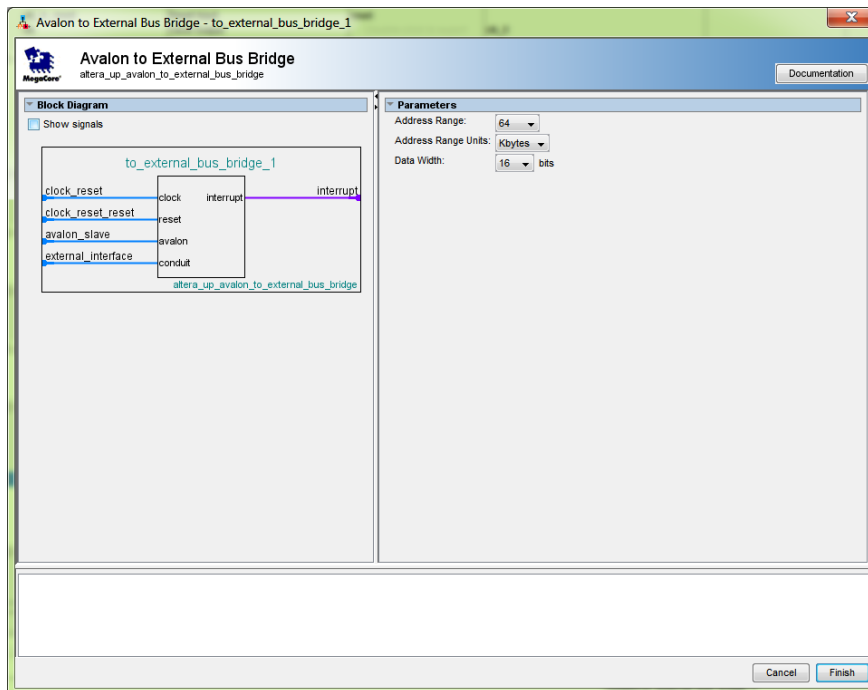 Avalon to External Bus Bridge - to_external_bus_bridge_1
MegaCore'
Avalon to External Bus Bridge
altera_up_avalon_to_external_bus_bridge
Documentation
Block Diagram
Show signals
to_external_bus_bridge_1
clock_reset
clock
interrupt
interrupt
clock_reset_reset
reset
avalon_slave
avalon
external_interface
conduit
altera_up_avalon_to_external_bus_bridge
Parameters
Address Range: 64
Address Range Units: Kbytes
Data Width: 16 bits
Cancel Finish